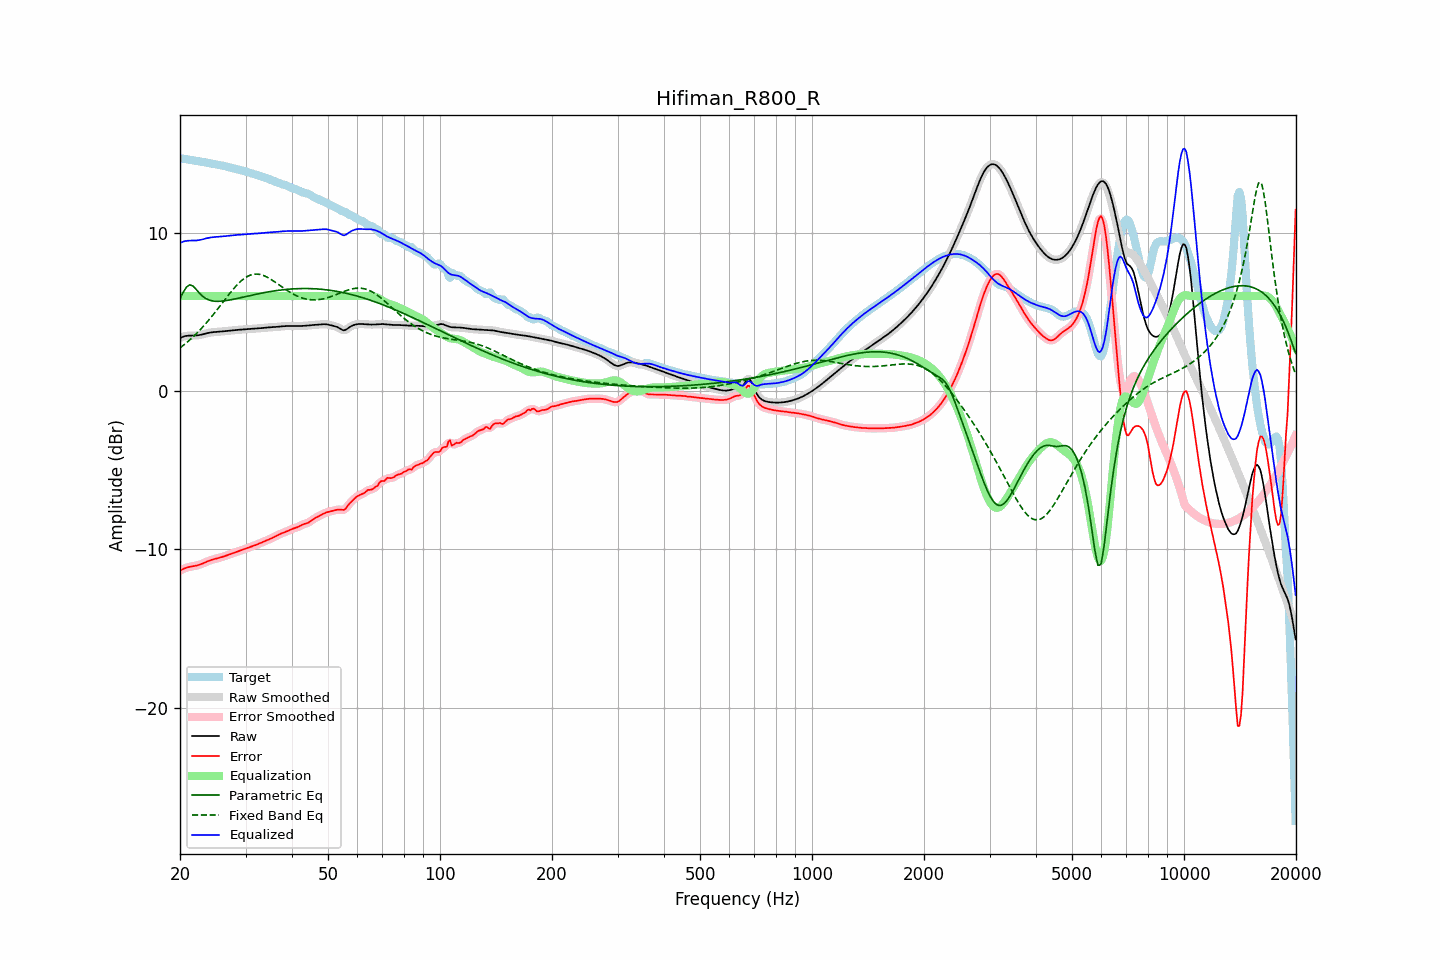 Hifiman_R800_R
Amplitude (dBr)
10
0
−10
−20
Target
Raw Smoothed
Error Smoothed
Raw
Error
Equalization
Parametric Eq
Fixed Band Eq
Equalized
20 50 100 200 500 1000 2000 5000 10000 20000
Frequency (Hz)